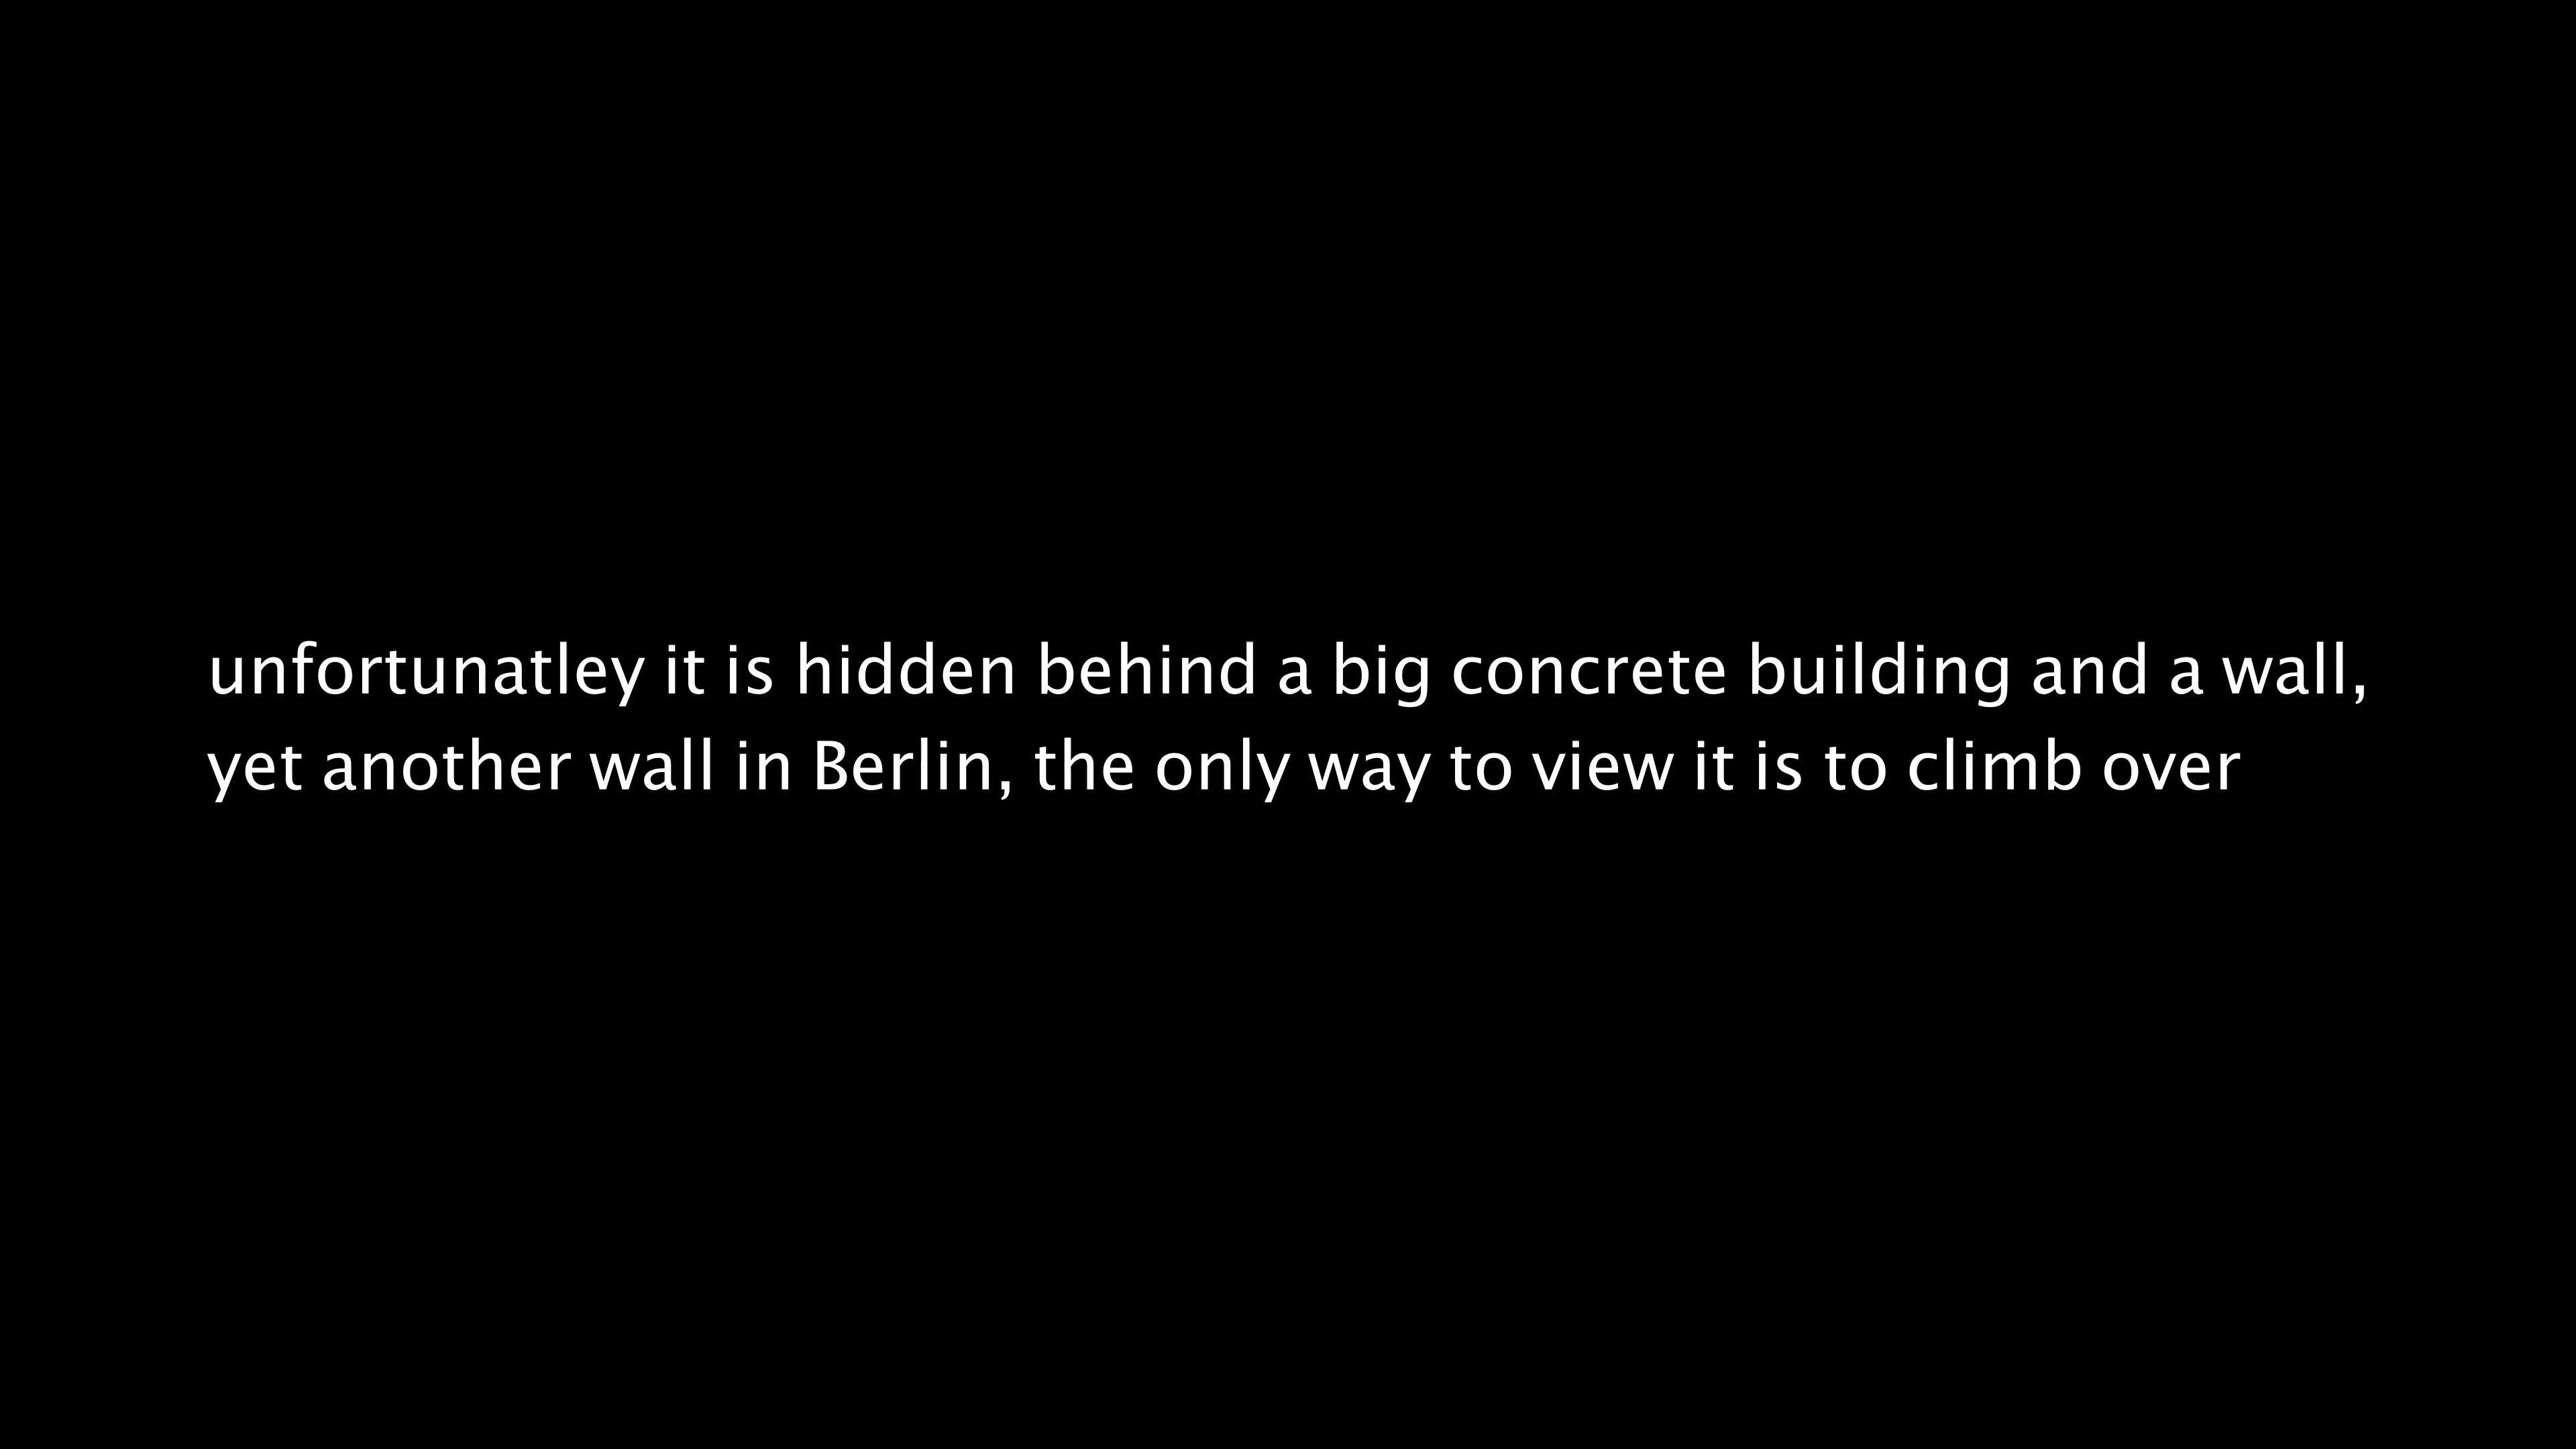 unfortunatley it is hidden behind a big concrete building and a wall,
yet another wall in Berlin, the only way to view it is to climb over